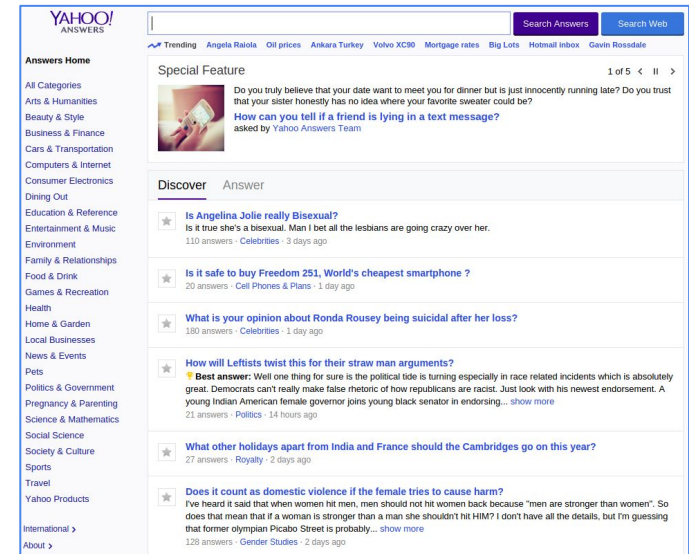 YAHOO!
ANSWERS
Search Answers
Search Web
Trending Angela Raiola Oil prices Ankara Turkey Volvo XC90 Mortgage rates Big Lots Hotmail inbox Gavin Rossdale
Answers Home
All Categories
Arts & Humanities
Beauty & Style
Business & Finance
Cars & Transportation
Computers & Internet
Consumer Electronics
Dining Out
Education & Reference
Entertainment & Music
Environment
Family & Relationships
Food & Drink
Games & Recreation
Health
Home & Garden
Local Businesses
News & Events
Pets
Politics & Government
Pregnancy & Parenting
Science & Mathematics
Social Science
Society & Culture
Sports
Travel
Yahoo Products
International >
About >
Special Feature
1 of 5 < II >
Do you truly believe that your date want to meet you for dinner but is just innocently running late? Do you trust
that your sister honestly has no idea where your favorite sweater could be?
How can you tell if a friend is lying in a text message?
asked by Yahoo Answers Team
Discover Answer
Is Angelina Jolie really Bisexual?
Is it true she's a bisexual. Man I bet all the lesbians are going crazy over her.
110 answers · Celebrities · 3 days ago
Is it safe to buy Freedom 251, World's cheapest smartphone ?
20 answers · Cell Phones & Plans · 1 day ago
What is your opinion about Ronda Rousey being suicidal after her loss?
180 answers · Celebrities · 1 day ago
How will Leftists twist this for their straw man arguments?
Best answer: Well one thing for sure is the political tide is turning especially in race related incidents which is absolutely
great. Democrats can't really make false rhetoric of how republicans are racist. Just look with his newest endorsement. A
young Indian American female governor joins young black senator in endorsing... show more
21 answers · Politics · 14 hours ago
What other holidays apart from India and France should the Cambridges go on this year?
27 answers · Royalty · 2 days ago
Does it count as domestic violence if the female tries to cause harm?
I've heard it said that when women hit men, men should not hit women back because "men are stronger than women". So
does that mean that if a woman is stronger than a man she shouldn't hit HIM? I don't have all the details, but I'm guessing
that former olympian Picabo Street is probably... show more
128 answers · Gender Studies · 2 days ago